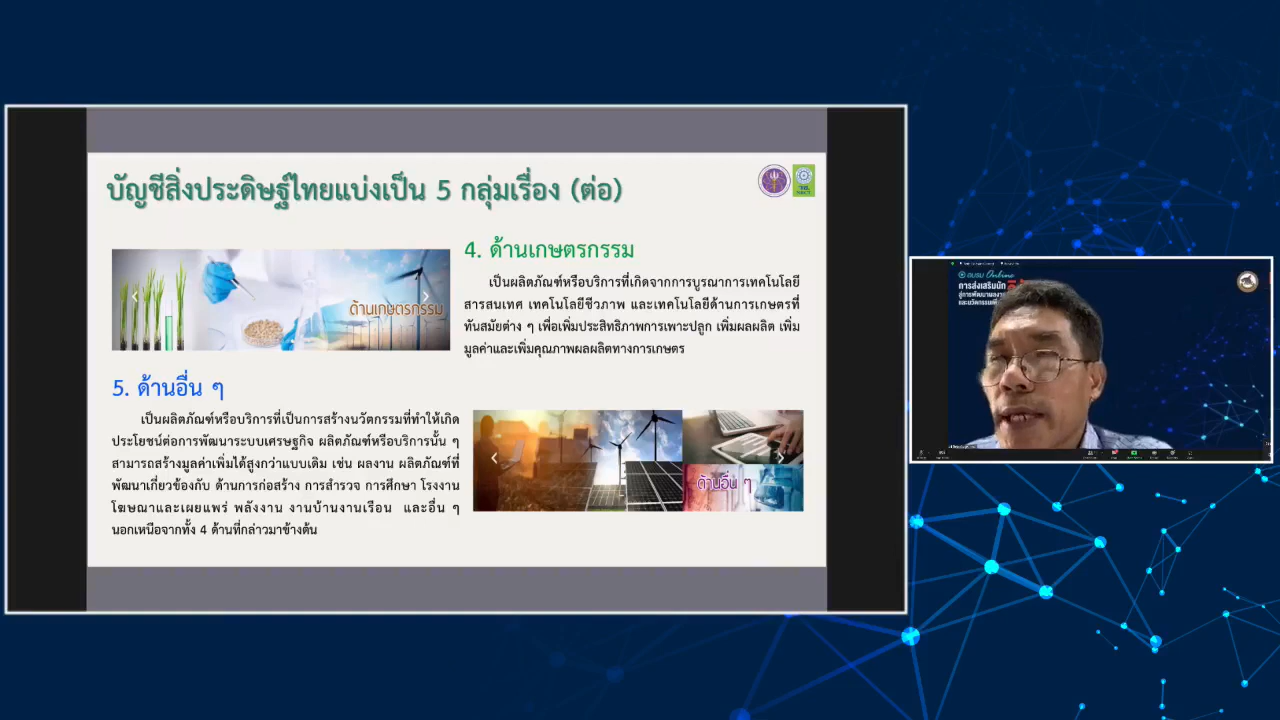 บัญชีสิ่งประดิษฐ์ไทยแบ่งเป็น 5 กลุ่มเรื่อง (ต่อ)
4. ด้านเกษตรกรรม
เป็นผลิตภัณฑ์หรือบริการที่เกิดจากการบูรณาการเทคโนโลยี
สารสนเทศ เทคโนโลยีชีวภาพ และเทคโนโลยีด้านการเกษตรที่
ทันสมัยต่าง ๆ เพื่อเพิ่มประสิทธิภาพการเพาะปลูก เพิ่มผลผลิต เพิ่ม
มูลค่าและเพิ่มคุณภาพผลผลิตทางการเกษตร
ด้านเกษตรกรรม
5. ด้านอื่น ๆ
เป็นผลิตภัณฑ์หรือบริการที่เป็นการสร้างนวัตกรรมที่ทำให้เกิด
ประโยชน์ต่อการพัฒนาระบบเศรษฐกิจ ผลิตภัณฑ์หรือบริการนั้น ๆ
สามารถสร้างมูลค่าเพิ่มได้สูงกว่าแบบเดิม เช่น ผลงาน ผลิตภัณฑ์ที่
พัฒนาเกี่ยวข้องกับ ด้านการก่อสร้าง การสำรวจ การศึกษา โรงงาน
โฆษณาและเผยแพร่ พลังงาน งานบ้านงานเรือน และอื่น ๆ
นอกเหนือจากทั้ง 4 ด้านที่กล่าวมาข้างต้น
ด้านอื่น ๆ
อบรม Online
การส่งเสริมนัก